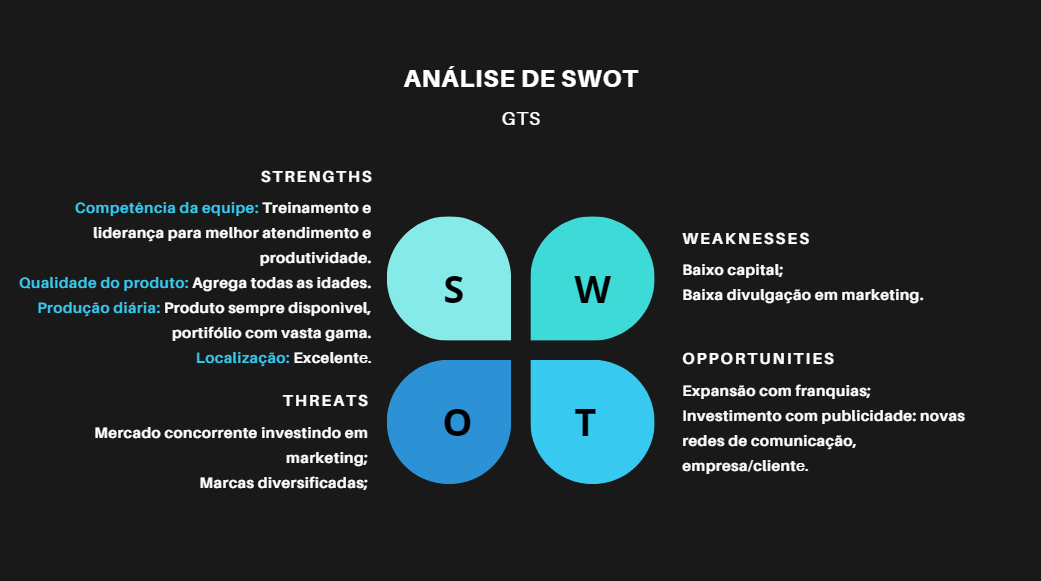 ANÁLISE DE SWOT
GTS
STRENGTHS
Competência da equipe: Treinamento e
liderança para melhor atendimento e
produtividade.
Qualidade do produto: Agrega todas as idades.
Produção diária: Produto sempre disponìvel,
portifólio com vasta gama.
Localização: Excelente.
THREATS
Mercado concorrente investindo em
marketing;
Marcas diversificadas;
S
W
O
T
WEAKNESSES
Baixo capital;
Baixa divulgação em marketing.
OPPORTUNITIES
Expansão com franquias;
Investimento com publicidade: novas
redes de comunicação,
empresa/cliente.